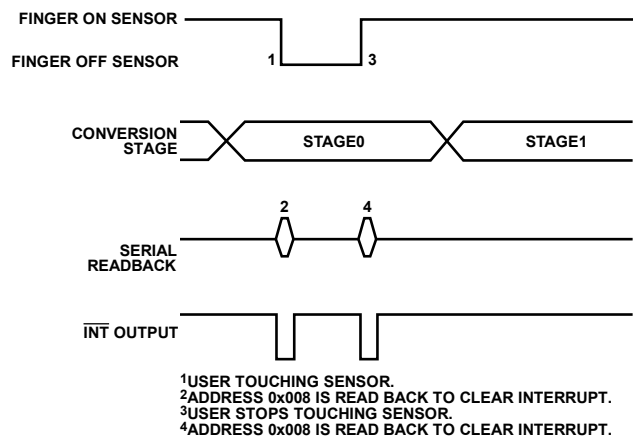 FINGER ON SENSOR
FINGER OFF SENSOR
1
3
CONVERSION
STAGE
STAGE0
STAGE1
2
4
SERIAL
READBACK
INT OUTPUT
1USER TOUCHING SENSOR.
2ADDRESS 0x008 IS READ BACK TO CLEAR INTERRUPT.
3USER STOPS TOUCHING SENSOR.
4ADDRESS 0x008 IS READ BACK TO CLEAR INTERRUPT.